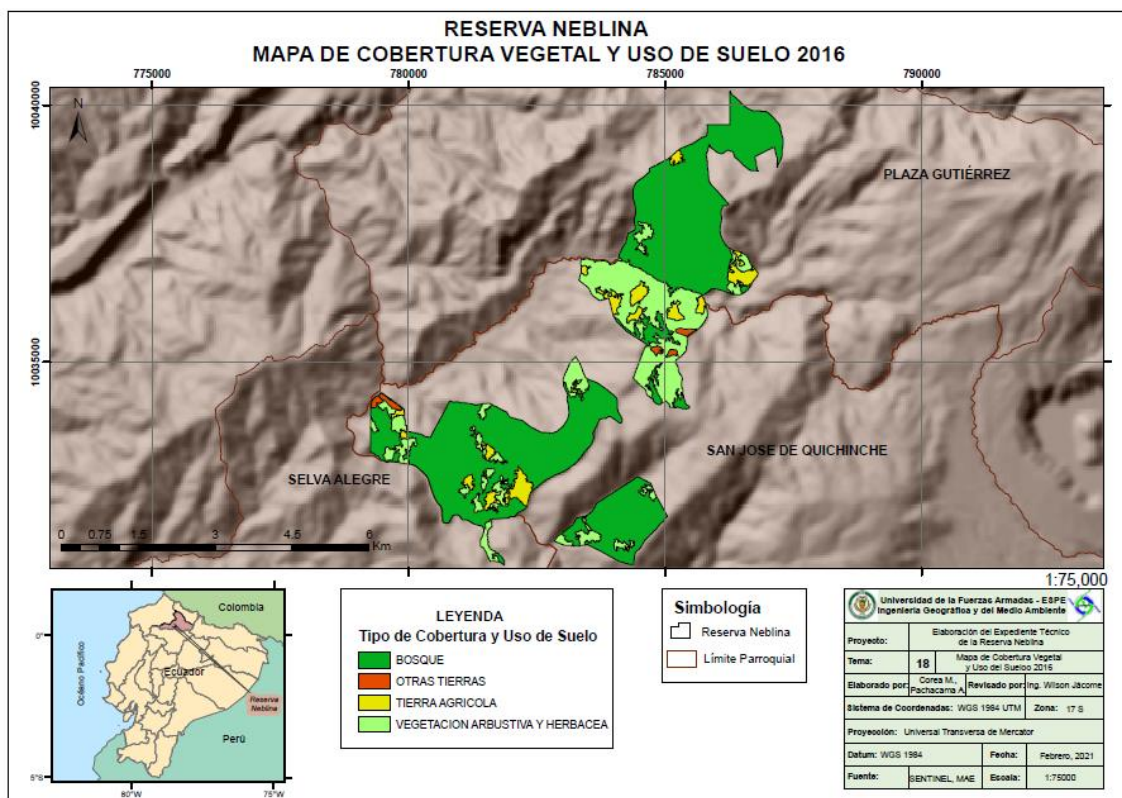 RESERVA NEBLINA
MAPA DE COBERTURA VEGETAL Y USO DE SUELO 2016
775000 780000 785000 790000
10040000
10035000
N
PLAZA GUTIÉRREZ
SAN JOSE DE QUICHINCHE
SELVA ALEGRE
0 0.75 1.5 3 4.5 6
Km
1:75,000
Colombia
0°
Océano Pacífico
Ecuador
Reserva
Neblina
Perú
5°S
80°W 75°W
LEYENDA
Tipo de Cobertura y Uso de Suelo
BOSQUE
OTRAS TIERRAS
TIERRA AGRICOLA
VEGETACION ARBUSTIVA Y HERBACEA
Simbología
Reserva Neblina
Límite Parroquial
Universidad de la Fuerzas Armadas - ESPE
Ingeniería Geográfica y del Medio Ambiente
Proyecto: Elaboración del Expediente Técnico
de la Reserva Neblina
Tema: 18 Mapa de Cobertura Vegetal
y Uso del Suelos 2016
Elaborado por: Corea M.,
Pachacama A. Revisado por: Ing. Wilson Jácome
Sistema de Coordenadas: WGS 1984 UTM Zona: 17 S
Proyección: Universal Transversa de Mercator
Datum: WGS 1984 Fecha: Febrero, 2021
Fuente: SENTINEL, MAE Escala: 1:75000